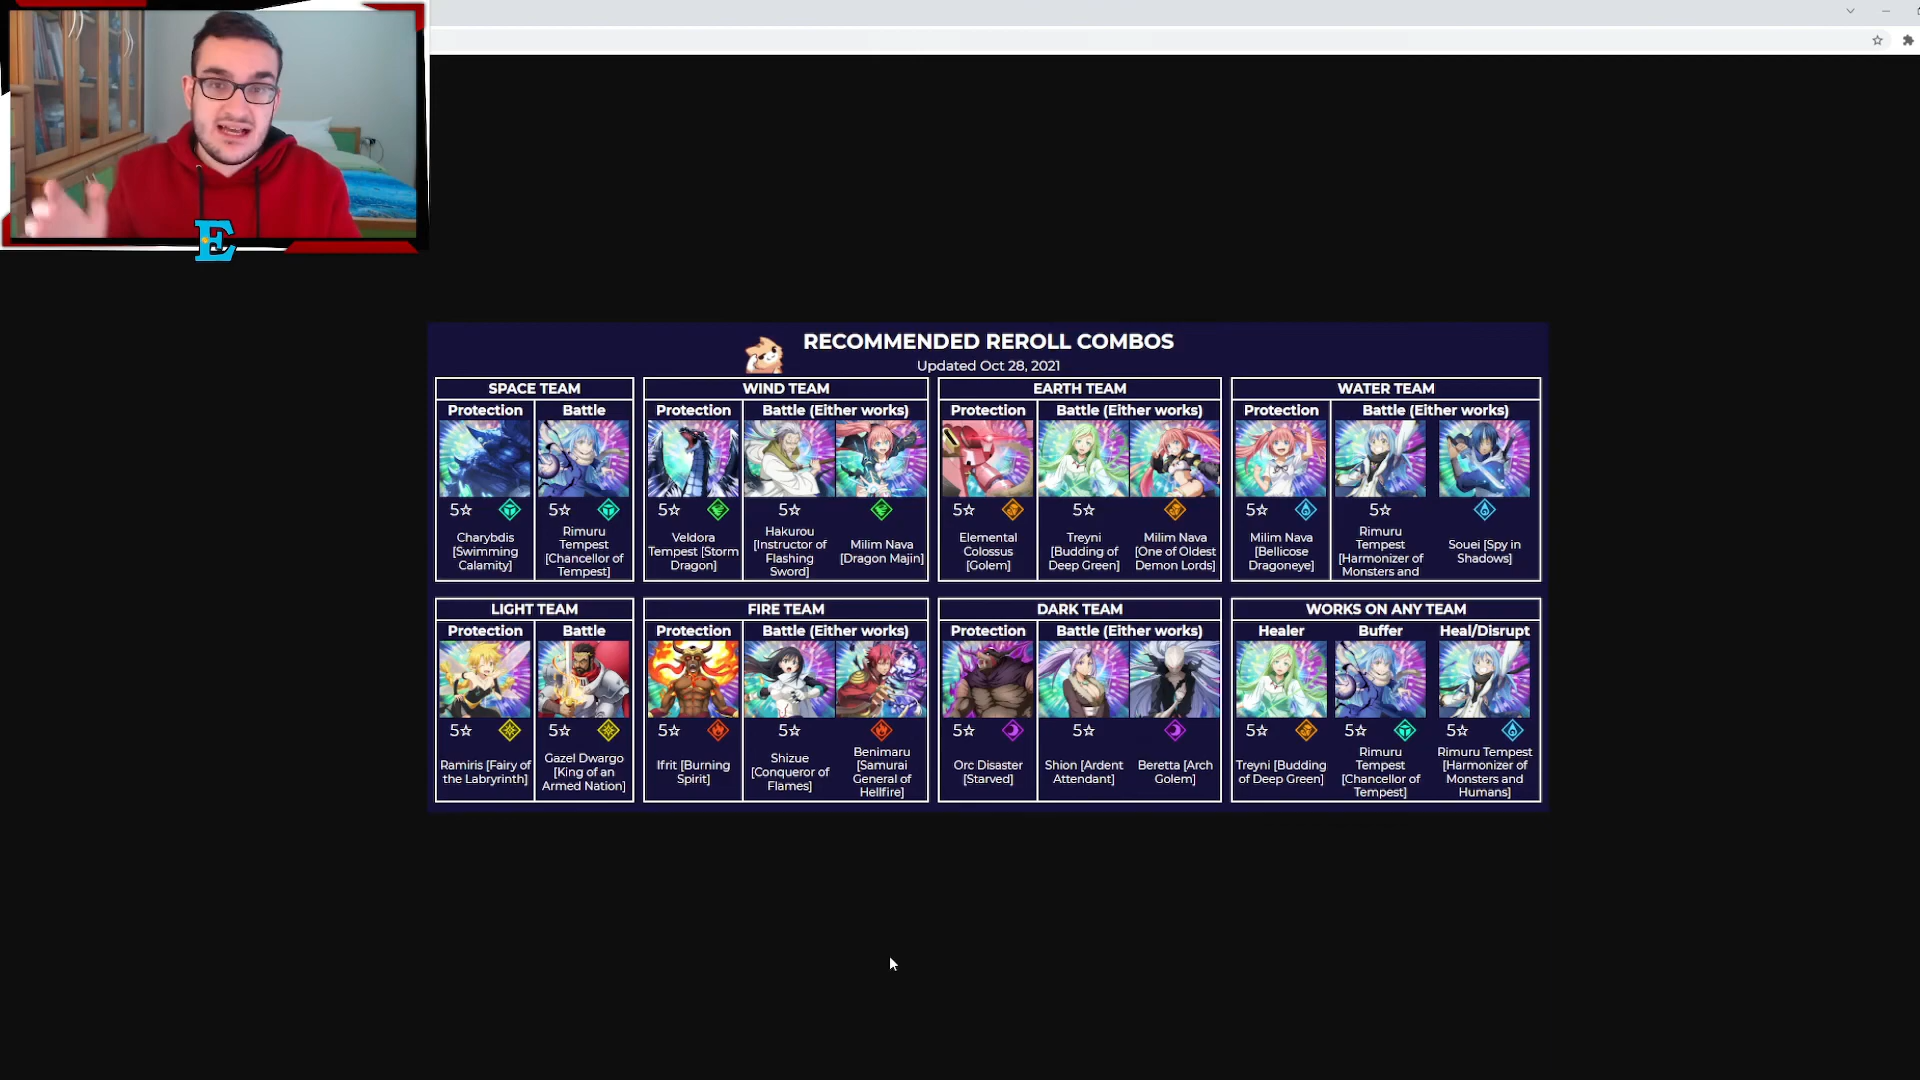 E
RECOMMENDED REROLL COMBOS
Updated Oct 28, 2021
SPACE TEAM
Protection Battle
5☆ 5☆
Charybdis
[Swimming
Calamity]
Rimuru
Tempest
[Chancellor of
Tempest]
WIND TEAM
Protection Battle (Either works)
5☆ 5☆
Veldora
Tempest [Storm
Dragon]
Hakurou
[Instructor of
Flashing
Sword]
Milim Nava
[Dragon Majin]
EARTH TEAM
Protection Battle (Either works)
5☆ 5☆
Elemental
Colossus
[Golem]
Treyni
[Budding of
Deep Green]
Milim Nava
[One of Oldest
Demon Lords]
WATER TEAM
Protection Battle (Either works)
5☆ 5☆
Milim Nava
[Bellicose
Dragoneye]
Rimuru
Tempest
[Harmonizer of
Monsters and
Souei [Spy in
Shadows]
LIGHT TEAM
Protection Battle
5☆ 5☆
Ramiris [Fairy of
the Labryrinth]
Gazel Dwargo
[King of an
Armed Nation]
FIRE TEAM
Protection Battle (Either works)
5☆ 5☆
Ifrit [Burning
Spirit]
Shizue
[Conqueror of
Flames]
Benimaru
[Samurai
General of
Hellfire]
DARK TEAM
Protection Battle (Either works)
5☆ 5☆
Orc Disaster
[Starved]
Shion [Ardent
Attendant]
Beretta [Arch
Golem]
WORKS ON ANY TEAM
Healer Buffer Heal/Disrupt
5☆ 5☆ 5☆
Treyni [Budding
of Deep Green]
Rimuru
Tempest
[Chancellor of
Tempest]
Rimuru Tempest
[Harmonizer of
Monsters and
Humans]